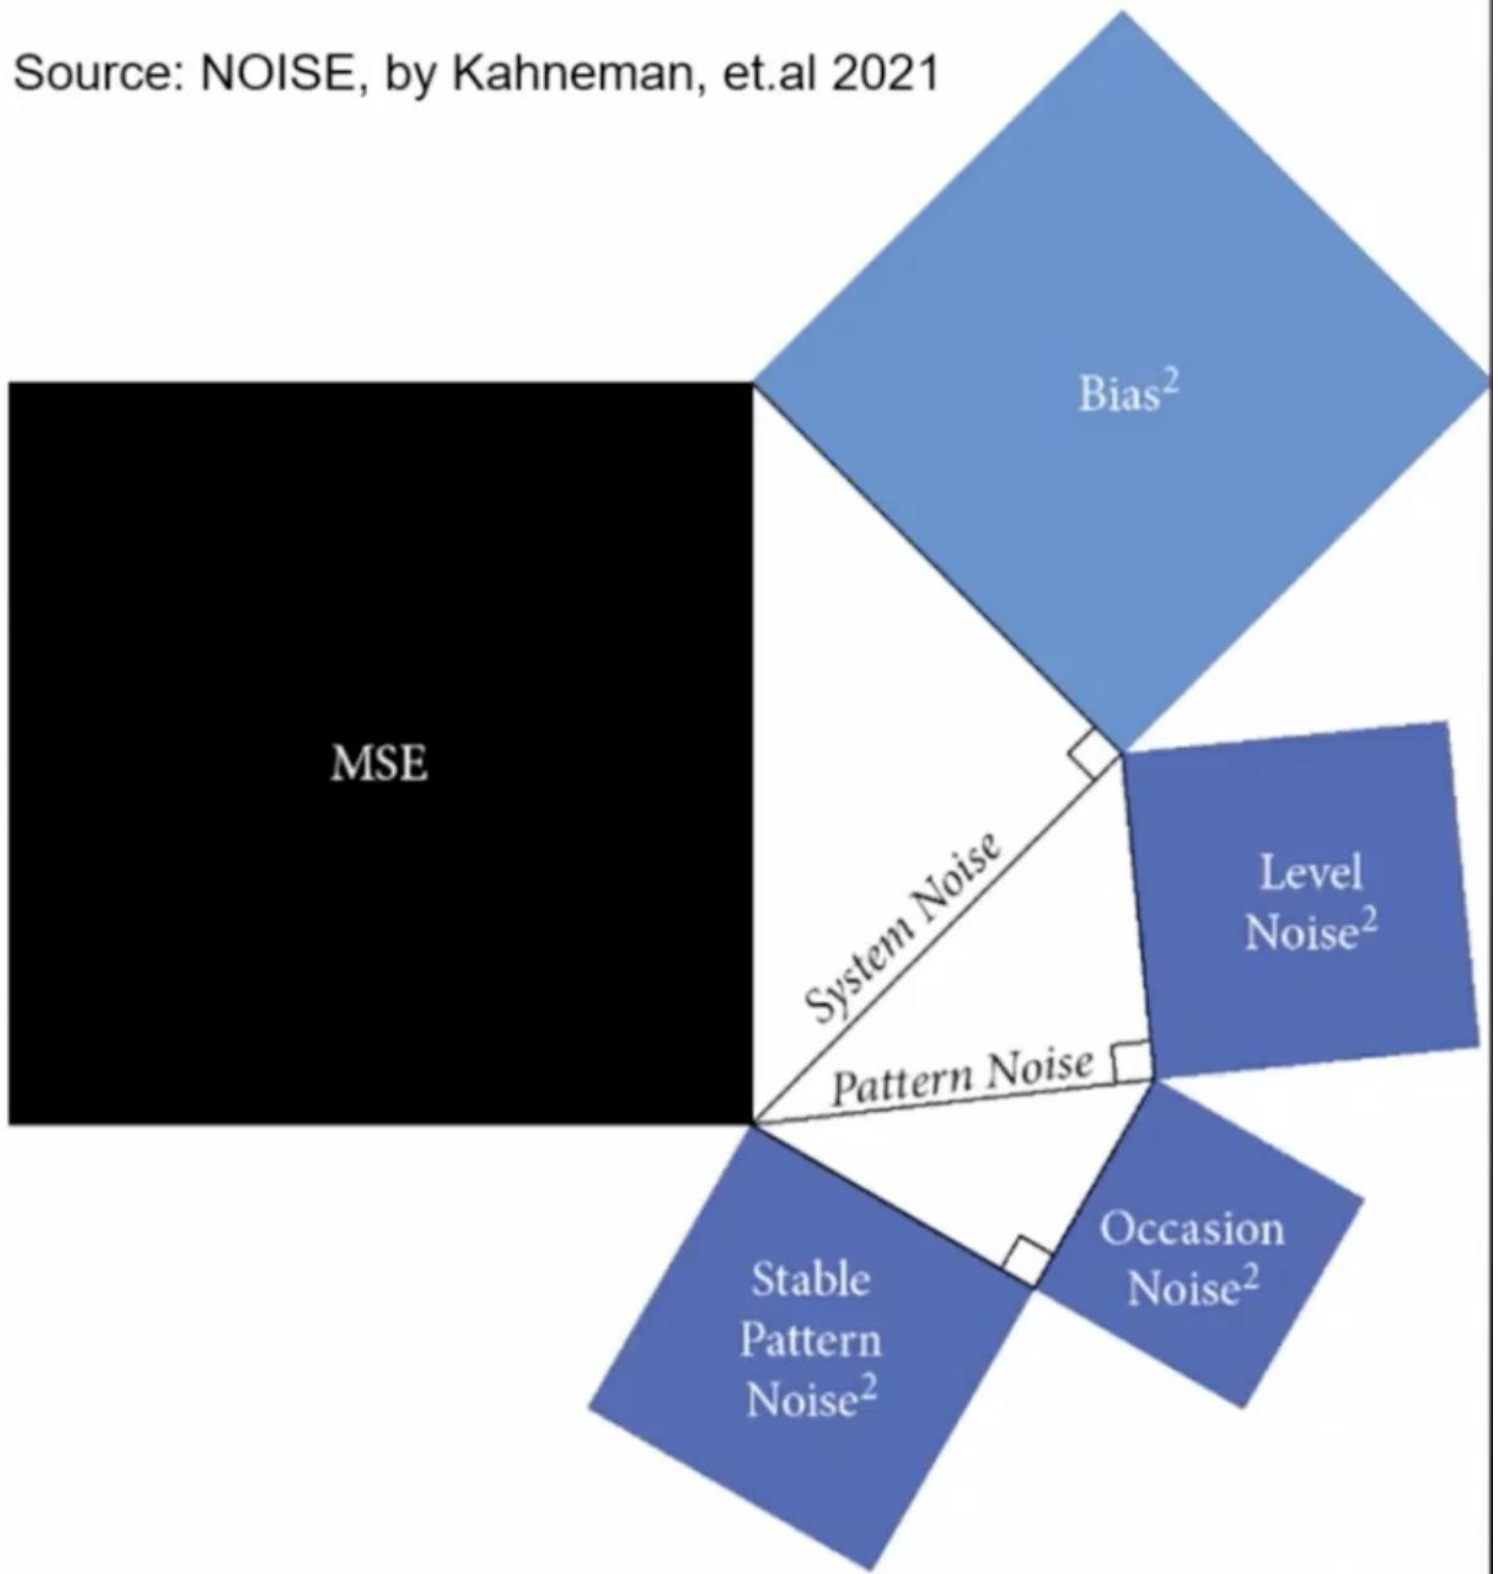 Source: NOISE, by Kahneman, et.al 2021
Bias²
MSE
System Noise
Level
Noise²
Pattern Noise
Occasion
Noise²
Stable
Pattern
Noise²